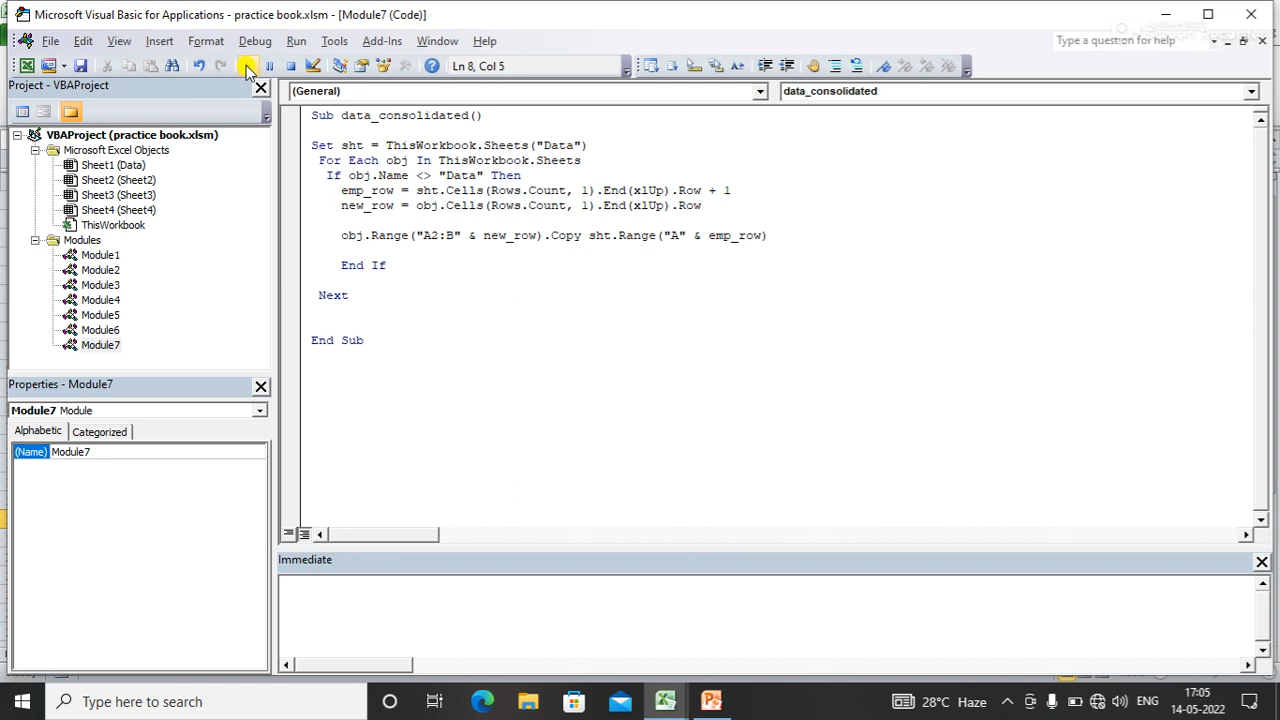 Microsoft Visual Basic for Applications - practice book.xlsm - [Module7 (Code)]
File Edit View Insert Format Debug Run Tools Add-Ins Window Help
Type a question for help
Ln 8, Col 5
Project - VBAProject
(General)
data_consolidated
VBAProject (practice book.xlsm)
Microsoft Excel Objects
Sheet1 (Data)
Sheet2 (Sheet2)
Sheet3 (Sheet3)
Sheet4 (Sheet4)
ThisWorkbook
Modules
Module1
Module2
Module3
Module4
Module5
Module6
Module7
Sub data_consolidated()
Set sht = ThisWorkbook.Sheets("Data")
For Each obj In ThisWorkbook.Sheets
If obj.Name <> "Data" Then
emp_row = sht.Cells(Rows.Count, 1).End(xlUp).Row + 1
new_row = obj.Cells(Rows.Count, 1).End(xlUp).Row
obj.Range("A2:B" & new_row).Copy sht.Range("A" & emp_row)
End If
Next
End Sub
Properties - Module7
Module7 Module
Alphabetic Categorized
(Name) Module7
Immediate
Type here to search
28°C Haze
ENG
17:05
14-05-2022